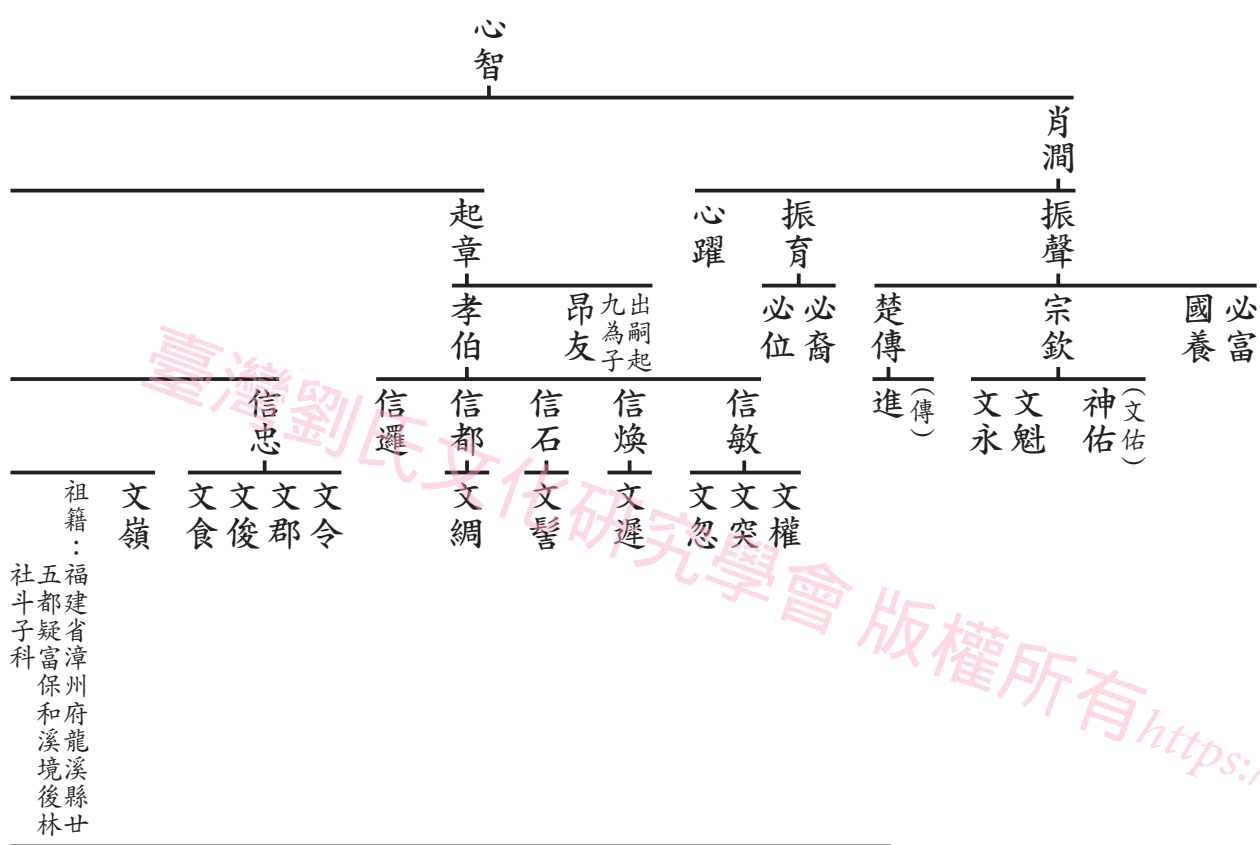 心智
肖澗
振聲
振育
心躍
起章
必富
國養
宗欽
楚傳
必裔
必位
出嗣起
九為子
昂友
孝伯
(文佑)
神佑
文魁
文永
(傳)
進
信敏
信煥
信石
信都
信邏
信忠
文權
文突
文忽
文遲
文髻
文綢
文令
文郡
文俊
文食
文嶺
祖籍：福建省漳州府龍溪縣廿
五都疑富保和溪境後林
社斗子科
臺灣劉氏文化研究學會 版權所有https:/